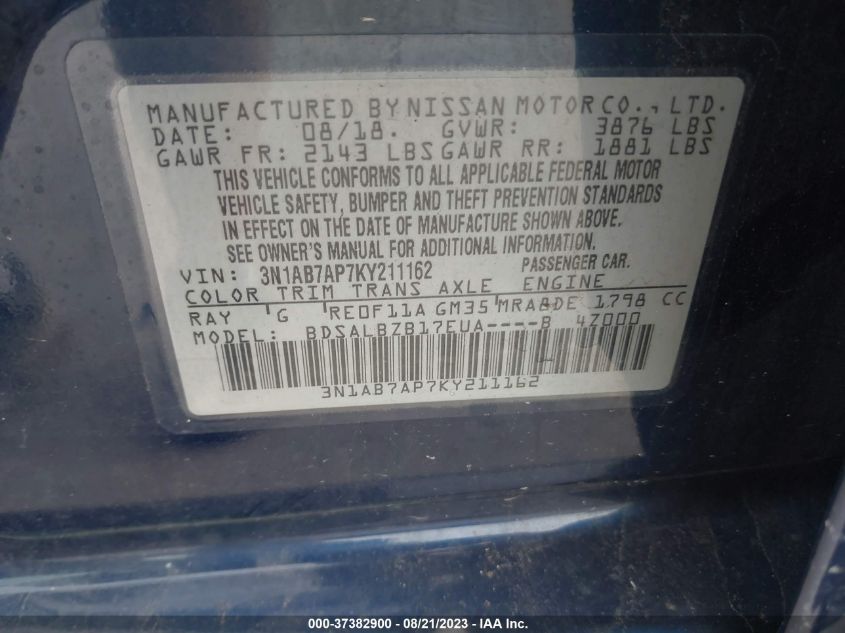 MANUFACTURED BY NISSAN MOTOR CO., LTD.
DATE: 08/18. GVWR: 3876 LBS
GAWR FR: 2143 LBS GAWR RR: 1881 LBS
THIS VEHICLE CONFORMS TO ALL APPLICABLE FEDERAL MOTOR
VEHICLE SAFETY, BUMPER AND THEFT PREVENTION STANDARDS
IN EFFECT ON THE DATE OF MANUFACTURE SHOWN ABOVE.
SEE OWNER'S MANUAL FOR ADDITIONAL INFORMATION.
VIN: 3N1AB7AP7KY211162 PASSENGER CAR.
COLOR TRIM TRANS AXLE ENGINE
RAY G RE0F11A GM35 MRA8DE 1798 CC
MODEL: BDSALBZB17EUA----B 4Z000
3N1AB7AP7KY211162
000-37382900 - 08/21/2023 - © IAA Holdings, LLC.